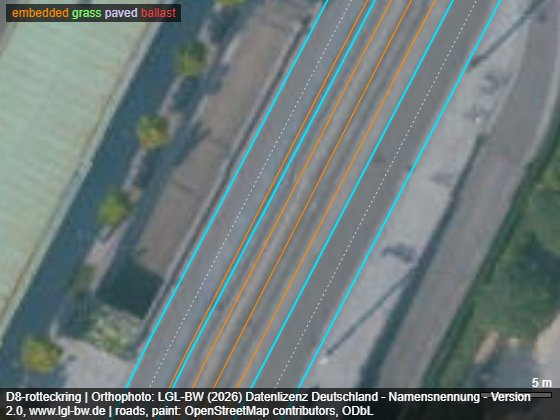 embedded grass paved ballast
5 m
D8-rotteckring | Orthophoto: LGL-BW (2026) Datenlizenz Deutschland - Namensnennung - Version
2.0, www.lgl-bw.de | roads, paint: OpenStreetMap contributors, ODbL